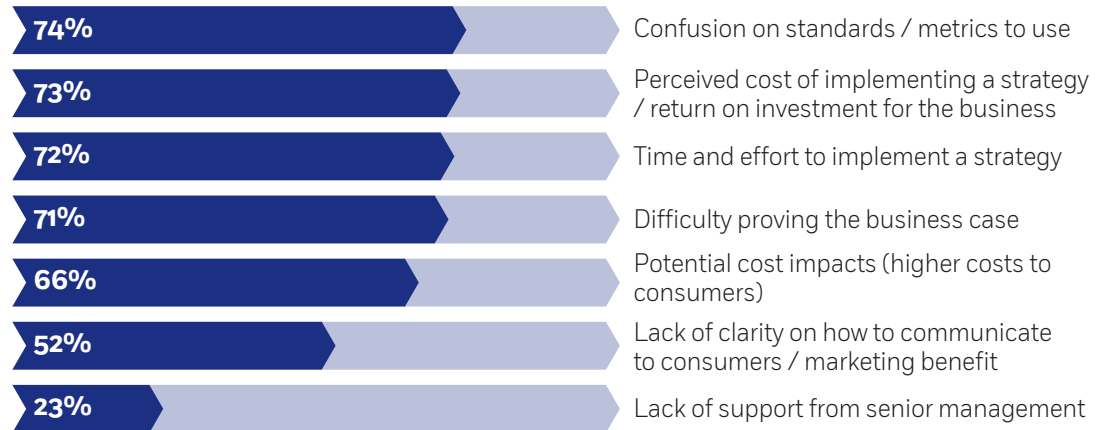 74%
Confusion on standards / metrics to use
73%
Perceived cost of implementing a strategy
/ return on investment for the business
72%
Time and effort to implement a strategy
71%
Difficulty proving the business case
66%
Potential cost impacts (higher costs to
consumers)
52%
Lack of clarity on how to communicate
to consumers / marketing benefit
23%
Lack of support from senior management